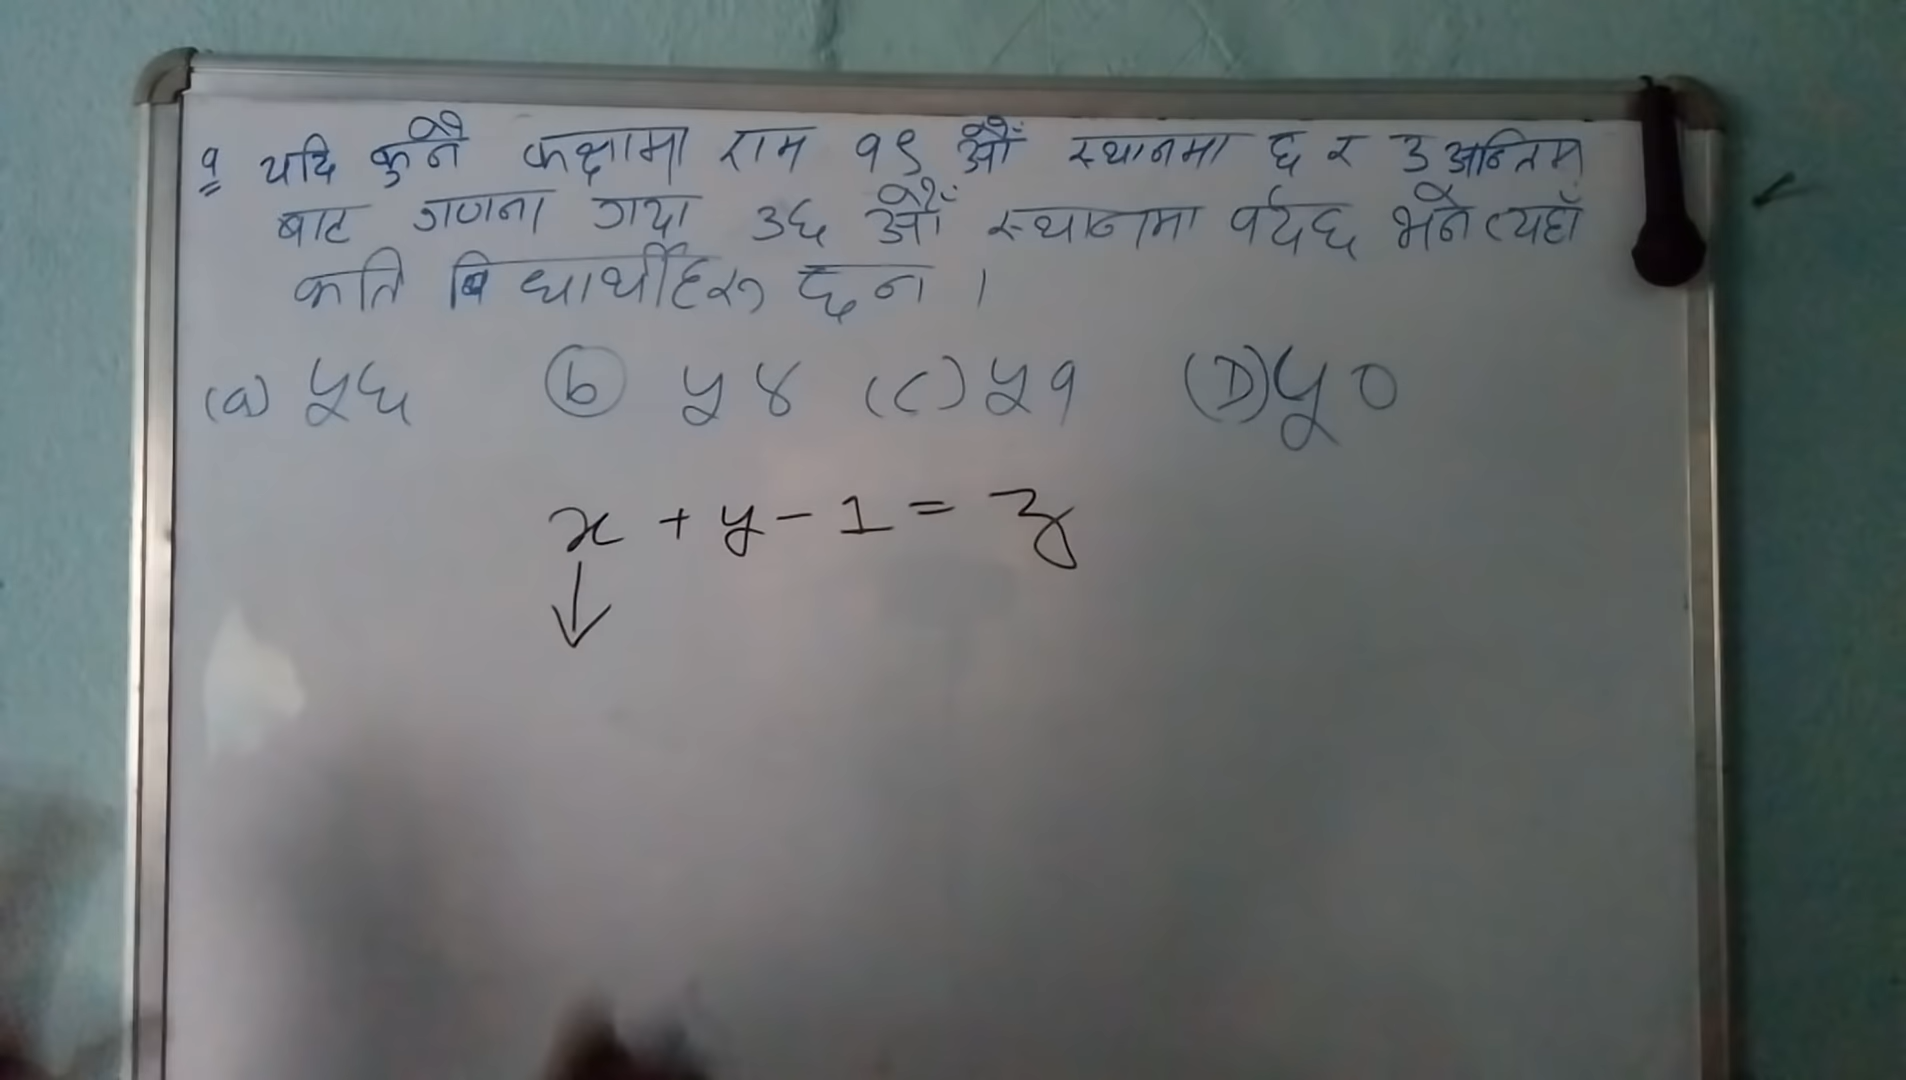 १ यदि कुनै कक्षामा राम १९ औं स्थानमा छ र उ अन्तिम
बाट गणना गर्दा ३६ औं स्थानमा पर्दछ भने त्यहाँ
कति बिधार्थीहरु छन ।
(a) ५६ (b) ५४ (c) ५१ (D) ५०
x + y - 1 = z
↓